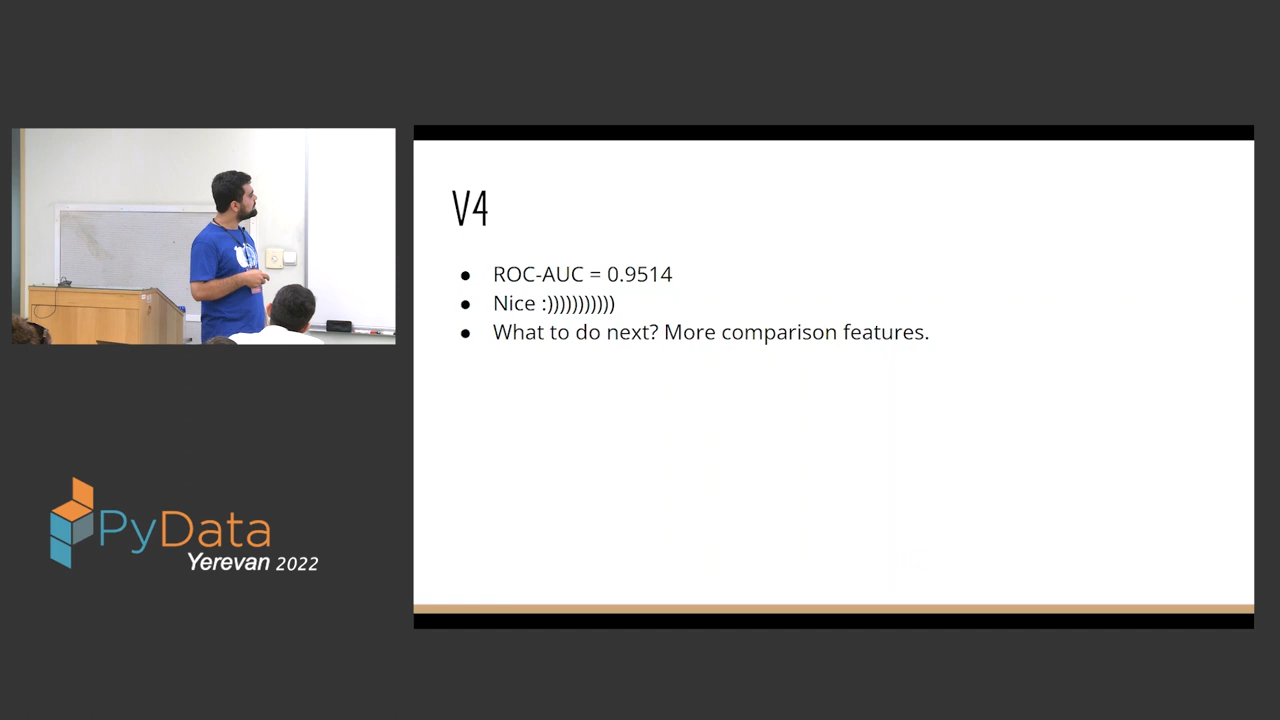 V4
● ROC-AUC = 0.9514
● Nice :)))))))))))
● What to do next? More comparison features.
PyData
Yerevan 2022